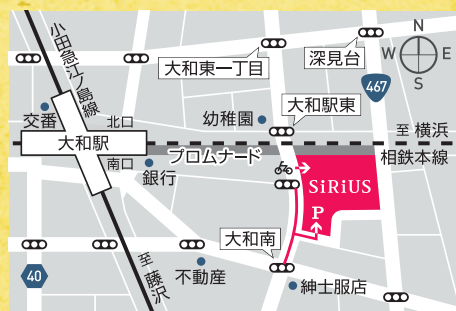 小田急江ノ島線
大和東一丁目
深見台
N
W E
S
467
交番
北口
幼稚園
大和駅東
至 横浜
大和駅
プロムナード
相鉄本線
南口
銀行
SiRiUS
P
大和南
40
至 藤沢
不動産
紳士服店